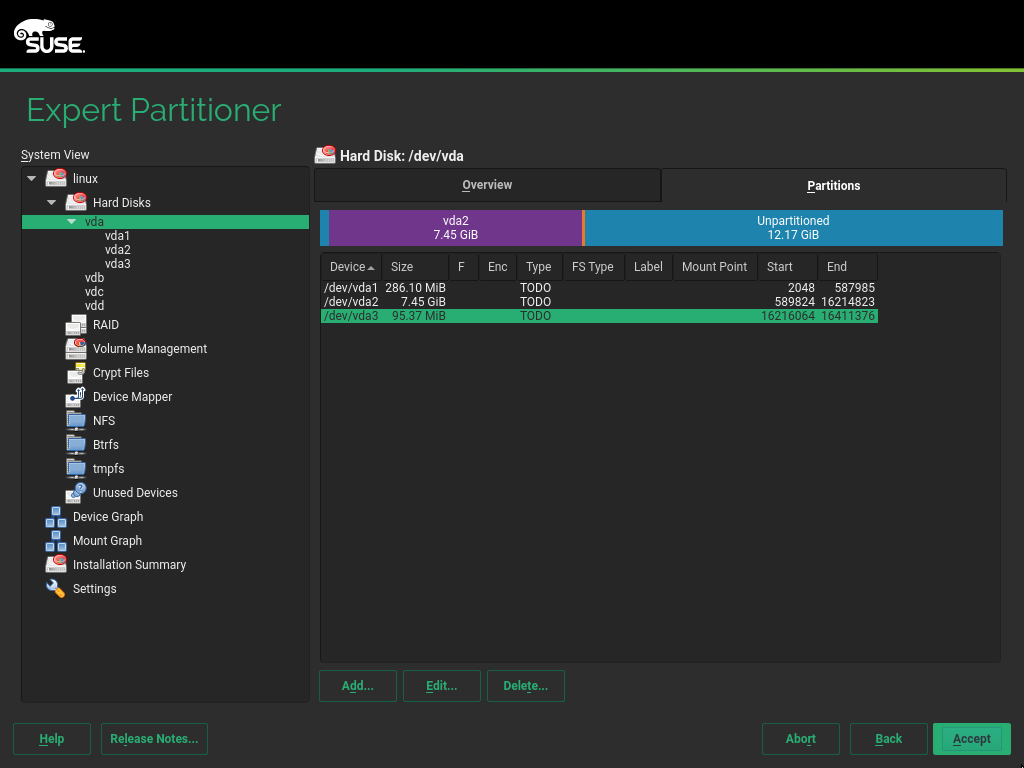 SUSE.
Expert Partitioner
System View
linux
Hard Disks
vda
vda1
vda2
vda3
vdb
vdc
vdd
RAID
Volume Management
Crypt Files
Device Mapper
NFS
Btrfs
tmpfs
Unused Devices
Device Graph
Mount Graph
Installation Summary
Settings
Hard Disk: /dev/vda
Overview Partitions
vda2 Unpartitioned
7.45 GiB 12.17 GiB
Device Size F Enc Type FS Type Label Mount Point Start End
/dev/vda1 286.10 MiB TODO 2048 587985
/dev/vda2 7.45 GiB TODO 589824 16214823
/dev/vda3 95.37 MiB TODO 16216064 16411376
Add... Edit... Delete...
Help Release Notes... Abort Back Accept